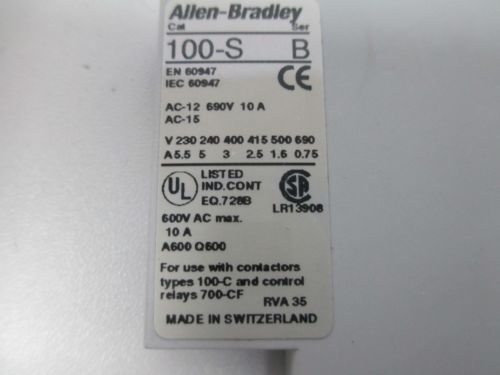 Allen-Bradley
Cat Ser
100-S B
EN 60947
IEC 60947
CE
AC-12 690V 10 A
AC-15
V 230 240 400 415 500 690
A 5.5 5 3 2.5 1.6 0.75
UL LISTED
IND.CONT
EQ.728B
SA
LR13908
600V AC max.
10 A
A600 Q600
For use with contactors
types 100-C and control
relays 700-CF
RVA 35
MADE IN SWITZERLAND